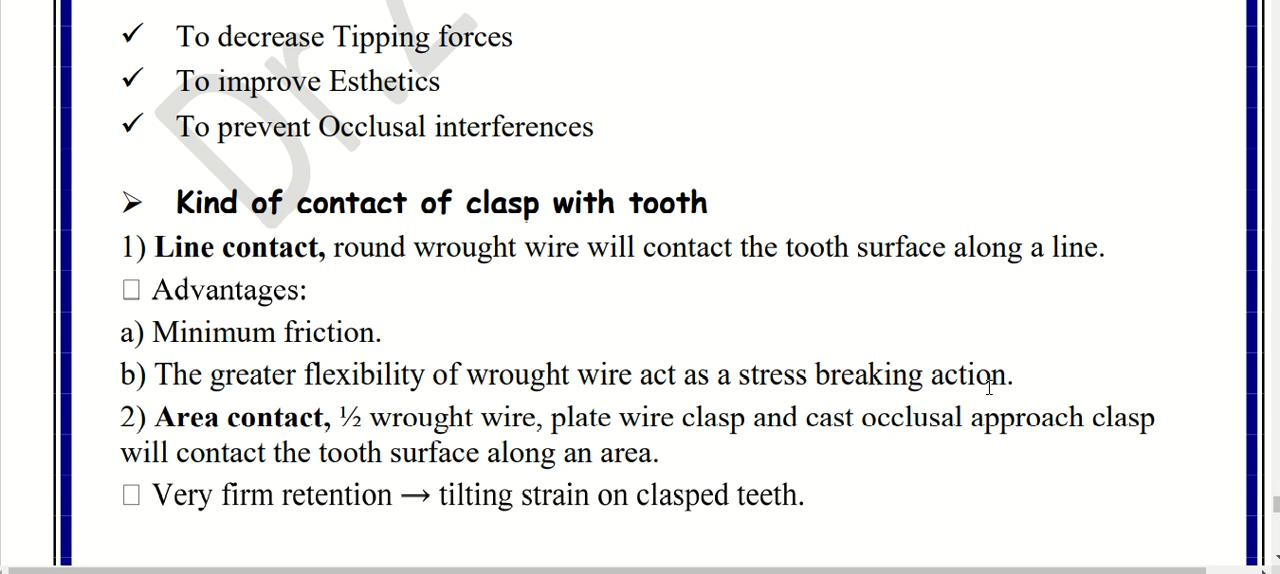 ✓ To decrease Tipping forces
✓ To improve Esthetics
✓ To prevent Occlusal interferences
➢ Kind of contact of clasp with tooth
1) Line contact, round wrought wire will contact the tooth surface along a line.
□ Advantages:
a) Minimum friction.
b) The greater flexibility of wrought wire act as a stress breaking action.
2) Area contact, ½ wrought wire, plate wire clasp and cast occlusal approach clasp
will contact the tooth surface along an area.
□ Very firm retention → tilting strain on clasped teeth.
Dr